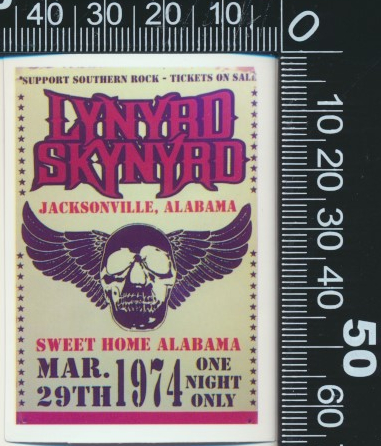 40 30 20 10 0
"SUPPORT SOUTHERN ROCK - TICKETS ON SALE
LYNYRD
SKYNYRD
JACKSONVILLE, ALABAMA
SWEET HOME ALABAMA
MAR.
29TH
1974
ONE
NIGHT
ONLY
10
20
30
40
50
60